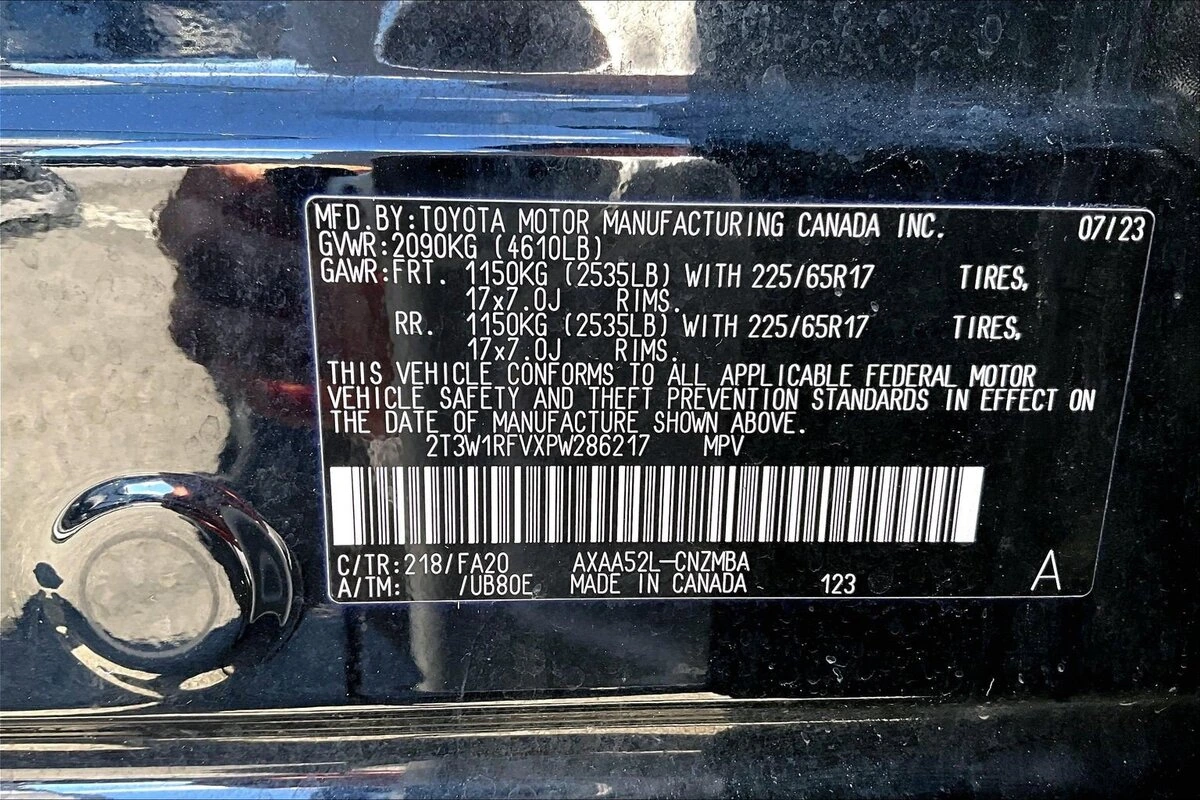 MFD.BY:TOYOTA MOTOR MANUFACTURING CANADA INC. 07/23
GVWR:2090KG (4610LB)
GAWR:FRT. 1150KG (2535LB) WITH 225/65R17 TIRES,
17x7.0J RIMS.
RR. 1150KG (2535LB) WITH 225/65R17 TIRES,
17x7.0J RIMS.
THIS VEHICLE CONFORMS TO ALL APPLICABLE FEDERAL MOTOR
VEHICLE SAFETY AND THEFT PREVENTION STANDARDS IN EFFECT ON
THE DATE OF MANUFACTURE SHOWN ABOVE.
2T3W1RFVXPW286217 MPV
C/TR:218/FA20 AXAA52L-CNZMBA
A/TM: /UB80E MADE IN CANADA 123 A